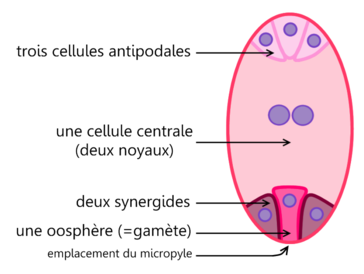 trois cellules antipodales
une cellule centrale
(deux noyaux)
deux synergides
une oosphère (=gamète)
emplacement du micropyle